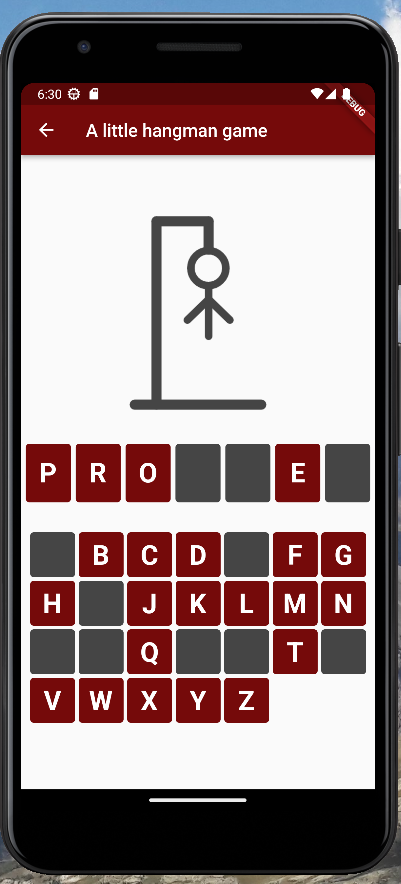 6:30
DEBUG
A little hangman game
P R O E
B C D F G
H J K L M N
Q T
V W X Y Z